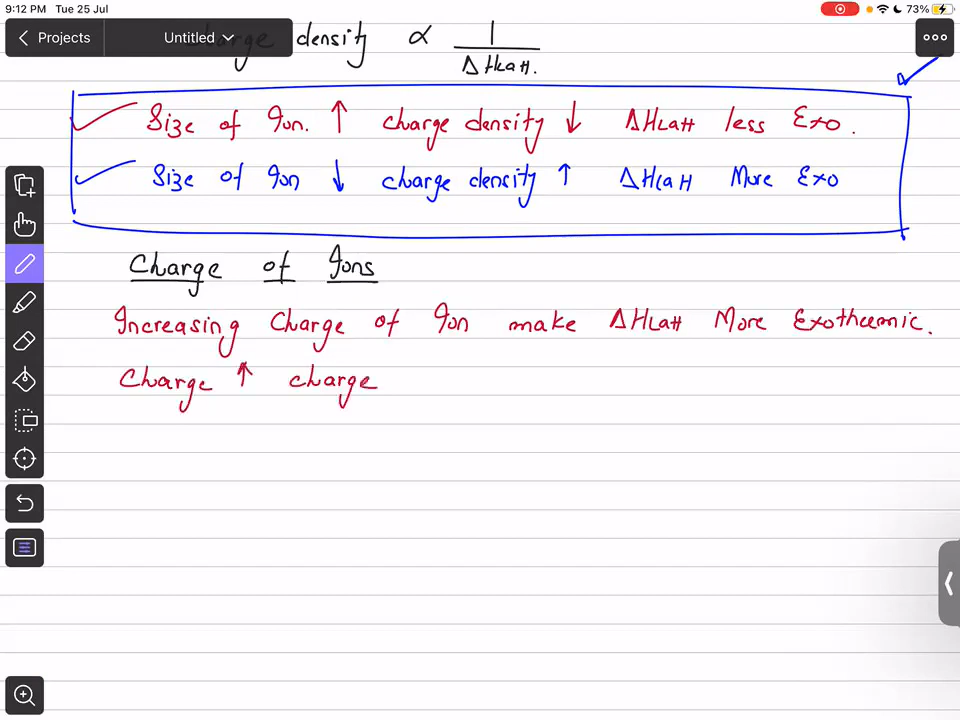 9:12 PM Tue 25 Jul 73%
Projects Untitled
Charge density ∝ 1
ΔHLatt.
Size of Ion. ↑ charge density ↓ ΔHLatt less Exo.
Size of Ion ↓ charge density ↑ ΔHLatt More Exo
Charge of Ions
Increasing Charge of Ion make ΔHLatt More Exothermic.
Charge ↑ charge